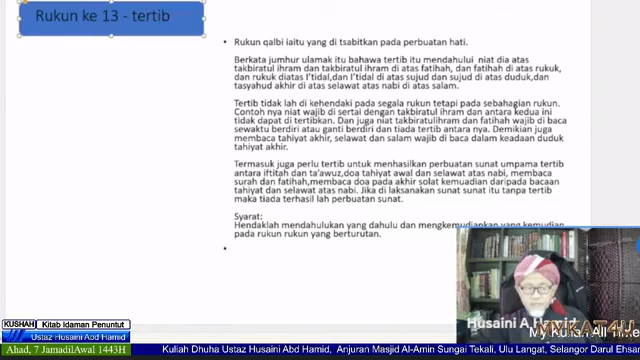 Rukun ke 13 - tertib
• Rukun qalbi iaitu yang di tsabitkan pada perbuatan hati.
Berkata jumhur ulamak itu bahawa tertib itu mendahului niat dia atas
takbiratul ihram dan takbiratul ihram di atas fatihah, dan fatihah di atas rukuk,
dan rukuk diatas I'tidal,dan I'tidal di atas sujud dan sujud di atas duduk,dan
tasyahud akhir di atas selawat atas nabi di atas salam.
Tertib tidak lah di kehendaki pada segala rukun tetapi pada sebahagian rukun.
Contoh nya niat wajib di sertai dengan takbiratul ihram dan antara kedua ini
tidak dapat di tertibkan. Dan juga niat takbiratulihram dan fatihah wajib di baca
sewaktu berdiri atau ganti berdiri dan tiada tertib antara nya. Demikian juga
membaca tahiyat akhir, selawat dan salam wajib di baca dalam keadaan duduk
tahiyat akhir.
Termasuk juga perlu tertib untuk menhasilkan perbuatan sunat umpama tertib
antara iftitah dan ta'awuz,doa tahiyat awal dan selawat atas nabi, membaca
surah dan fatihah,membaca doa pada akhir solat kemuadian daripada bacaan
tahiyat dan selawat atas nabi. Jika di laksanakan sunat sunat itu tanpa tertib
maka tiada terhasil lah perbuatan sunat.
Syarat:
Hendaklah mendahulukan yang dahulu dan mengkemudiankan yang kemudian
pada rukun rukun yang berturutan.
•
Husaini A Hamid
My Kuliah All Time
VMKAT4U
KUSHAH Kitab Idaman Penuntut
Ustaz Husaini Abd Hamid
Ahad, 7 JamadilAwal 1443H
Kuliah Dhuha Ustaz Husaini Abd Hamid, Anjuran Masjid Al-Amin Sungai Tekali, Ulu Langat, Selangor Darul Ehsan